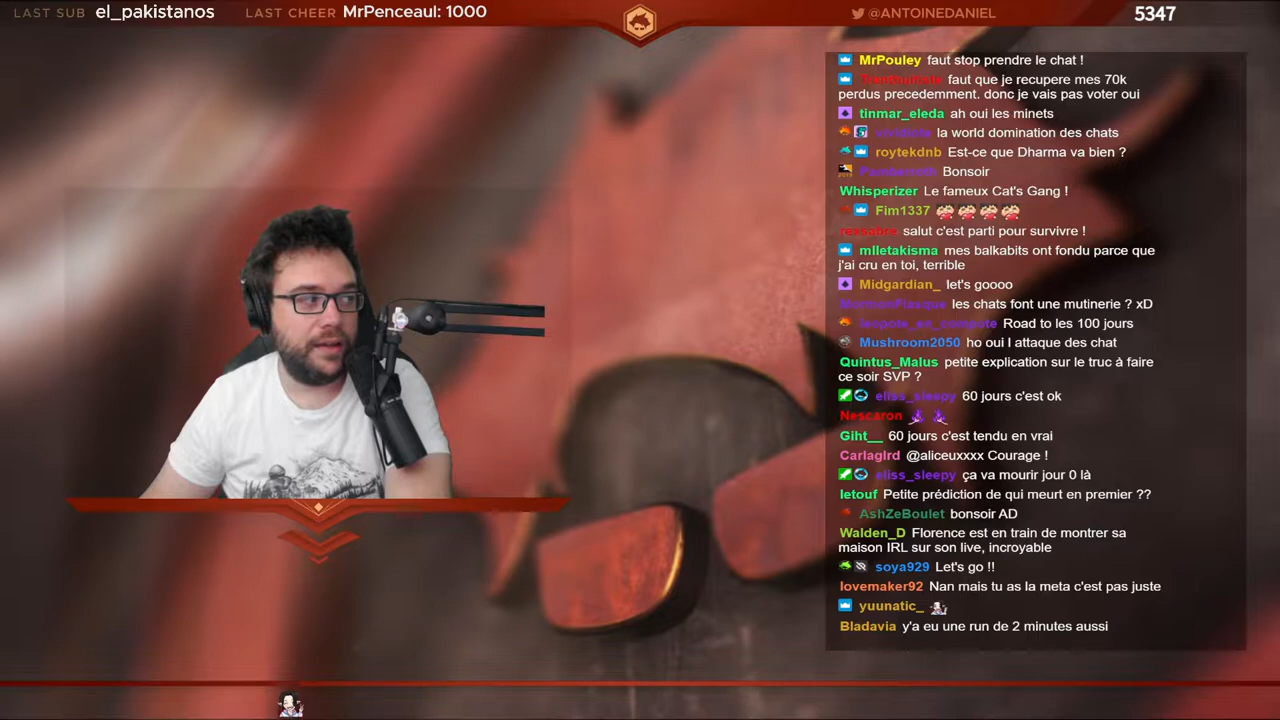 LAST SUB el_pakistanos LAST CHEER MrPenceaul: 1000 @ANTOINEDANIEL 5347
MrPouley faut stop prendre le chat !
faut que je recupere mes 70k
perdus precedemment. donc je vais pas voter oui
tinmar_eleda ah oui les minets
la world domination des chats
roytekdnb Est-ce que Dharma va bien ?
Bonsoir
Whisperizer Le fameux Cat's Gang !
Fim1337
salut c'est parti pour survivre !
mlletakisma mes balkabits ont fondu parce que
j'ai cru en toi, terrible
Midgardian_ let's goooo
MormonFlasque les chats font une mutinerie ? xD
leopote_en_compote Road to les 100 jours
Mushroom2050 ho oui l attaque des chat
Quintus_Malus petite explication sur le truc à faire
ce soir SVP ?
eliss_sleepy 60 jours c'est ok
Nescaron
Giht__ 60 jours c'est tendu en vrai
Carlaglrd @aliceuxxxx Courage !
eliss_sleepy ça va mourir jour 0 là
letouf Petite prédiction de qui meurt en premier ??
AshZeBoulet bonsoir AD
Walden_D Florence est en train de montrer sa
maison IRL sur son live, incroyable
soya929 Let's go !!
lovemaker92 Nan mais tu as la meta c'est pas juste
yuunatic_
Bladavia y'a eu une run de 2 minutes aussi